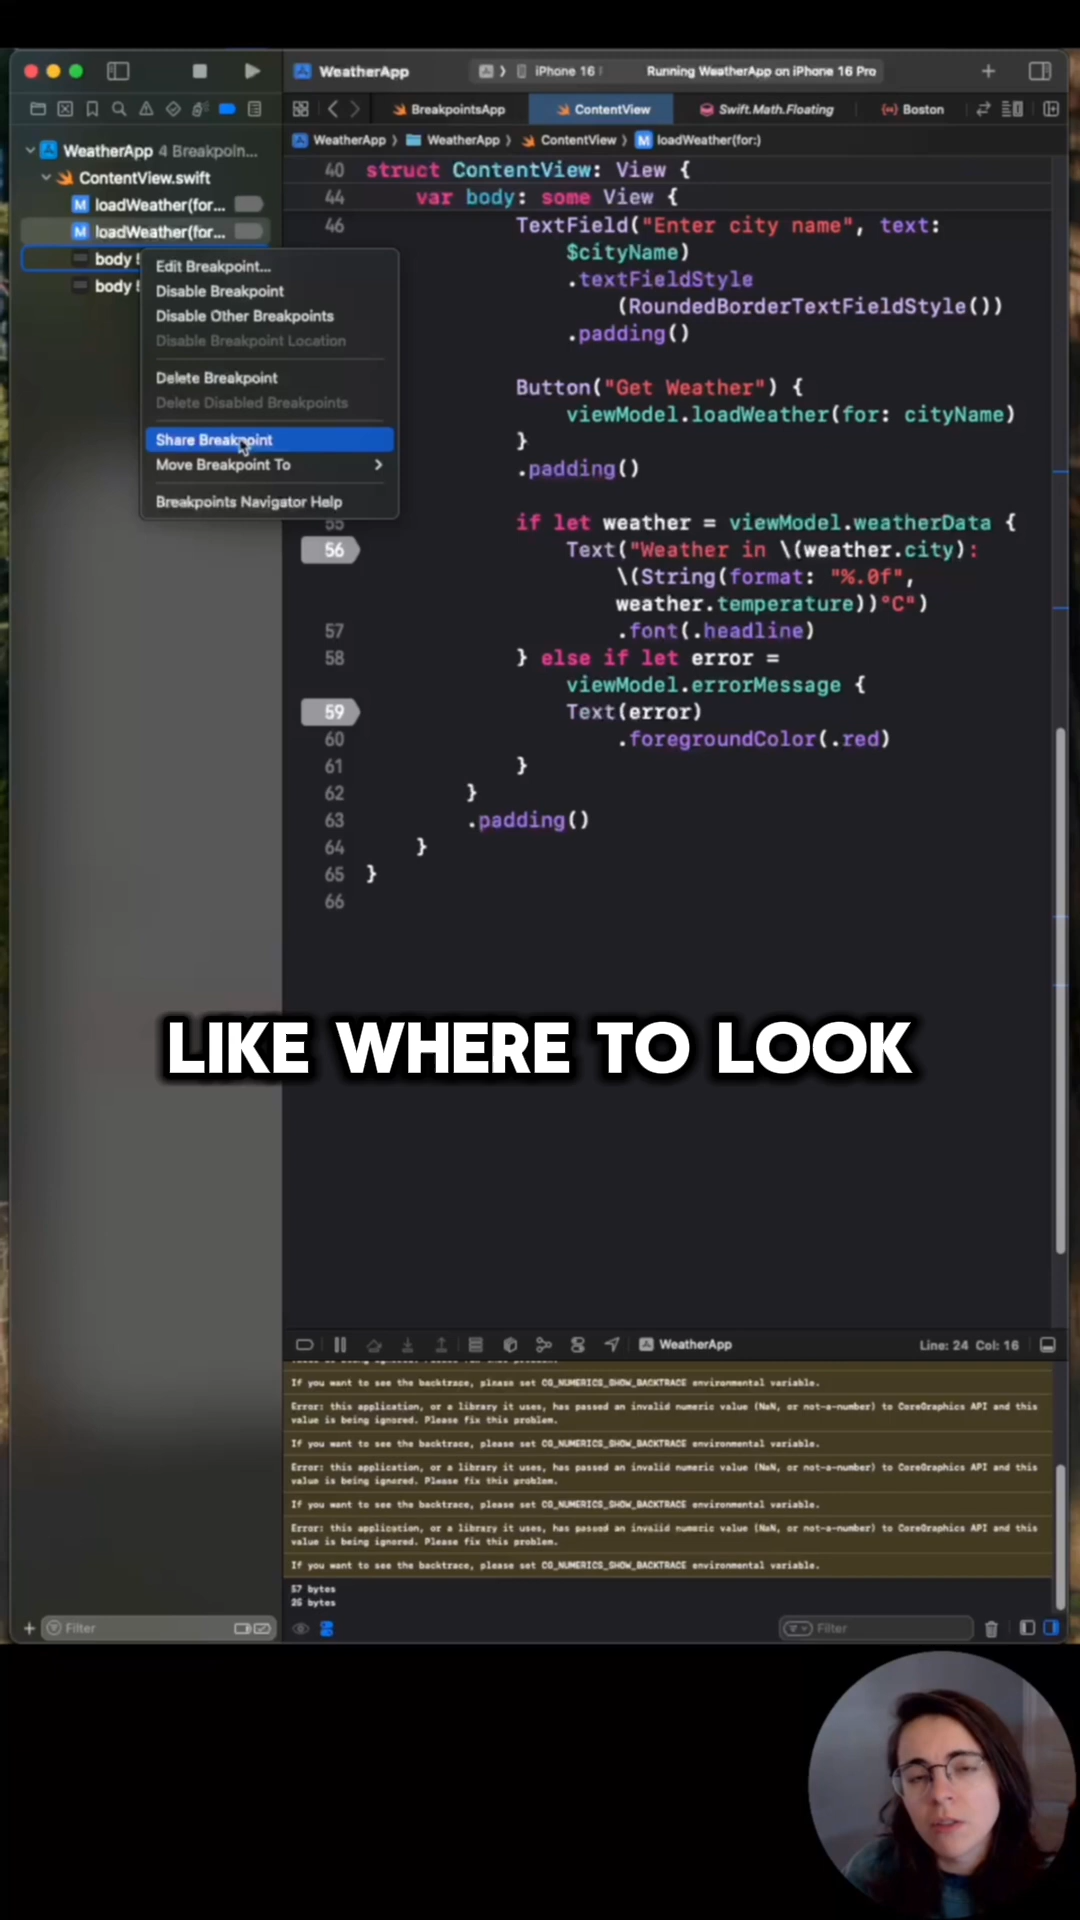 WeatherApp
iPhone 16
Running WeatherApp on iPhone 16 Pro
BreakpointsApp
ContentView
Swift.Math.Floating
Boston
WeatherApp 4 Breakpoin...
WeatherApp
WeatherApp
ContentView
M loadWeather(for:)
ContentView.swift
M loadWeather(for...
M loadWeather(for...
body
body
Edit Breakpoint...
Disable Breakpoint
Disable Other Breakpoints
Disable Breakpoint Location
Delete Breakpoint
Delete Disabled Breakpoints
Share Breakpoint
Move Breakpoint To
Breakpoints Navigator Help
40 struct ContentView: View {
44 var body: some View {
46 TextField("Enter city name", text:
$cityName)
.textFieldStyle
(RoundedBorderTextFieldStyle())
.padding()
Button("Get Weather") {
viewModel.loadWeather(for: cityName)
}
.padding()
55 if let weather = viewModel.weatherData {
56 Text("Weather in \(weather.city):
\(String(format: "%.0f",
weather.temperature))°C")
57 .font(.headline)
58 } else if let error =
viewModel.errorMessage {
59 Text(error)
60 .foregroundColor(.red)
61 }
62 }
63 .padding()
64 }
65 }
66
LIKE WHERE TO LOOK
WeatherApp
Line: 24 Col: 16
If you want to see the backtrace, please set CG_NUMERICS_SHOW_BACKTRACE environmental variable.
Error: this application, or a library it uses, has passed an invalid numeric value (NaN, or not-a-number) to CoreGraphics API and this
value is being ignored. Please fix this problem.
If you want to see the backtrace, please set CG_NUMERICS_SHOW_BACKTRACE environmental variable.
Error: this application, or a library it uses, has passed an invalid numeric value (NaN, or not-a-number) to CoreGraphics API and this
value is being ignored. Please fix this problem.
If you want to see the backtrace, please set CG_NUMERICS_SHOW_BACKTRACE environmental variable.
Error: this application, or a library it uses, has passed an invalid numeric value (NaN, or not-a-number) to CoreGraphics API and this
value is being ignored. Please fix this problem.
If you want to see the backtrace, please set CG_NUMERICS_SHOW_BACKTRACE environmental variable.
57 bytes
26 bytes
Filter
Filter